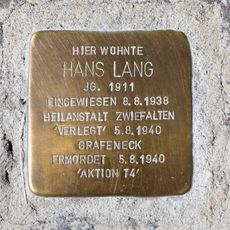 HIER WOHNTE
HANS LANG
JG. 1911
EINGEWIESEN 8.8.1938
HEILANSTALT ZWIEFALTEN
'VERLEGT' 5.8.1940
GRAFENECK
ERMORDET 5.8.1940
'AKTION T4'